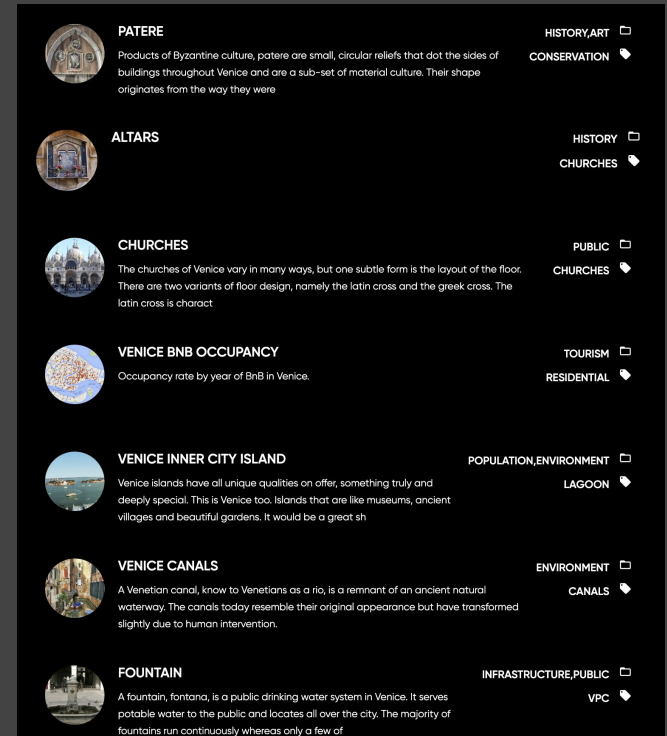 PATERE
HISTORY,ART
Products of Byzantine culture, patere are small, circular reliefs that dot the sides of
CONSERVATION
buildings throughout Venice and are a sub-set of material culture. Their shape
originates from the way they were
ALTARS
HISTORY
CHURCHES
CHURCHES
PUBLIC
The churches of Venice vary in many ways, but one subtle form is the layout of the floor.
CHURCHES
There are two variants of floor design, namely the latin cross and the greek cross. The
latin cross is charact
VENICE BNB OCCUPANCY
TOURISM
Occupancy rate by year of BnB in Venice.
RESIDENTIAL
VENICE INNER CITY ISLAND
POPULATION,ENVIRONMENT
Venice islands have all unique qualities on offer, something truly and
LAGOON
deeply special. This is Venice too. Islands that are like museums, ancient
villages and beautiful gardens. It would be a great sh
VENICE CANALS
ENVIRONMENT
A Venetian canal, know to Venetians as a rio, is a remnant of an ancient natural
CANALS
waterway. The canals today resemble their original appearance but have transformed
slightly due to human intervention.
FOUNTAIN
INFRASTRUCTURE,PUBLIC
A fountain, fontana, is a public drinking water system in Venice. It serves
VPC
potable water to the public and locates all over the city. The majority of
fountains run continuously whereas only a few of